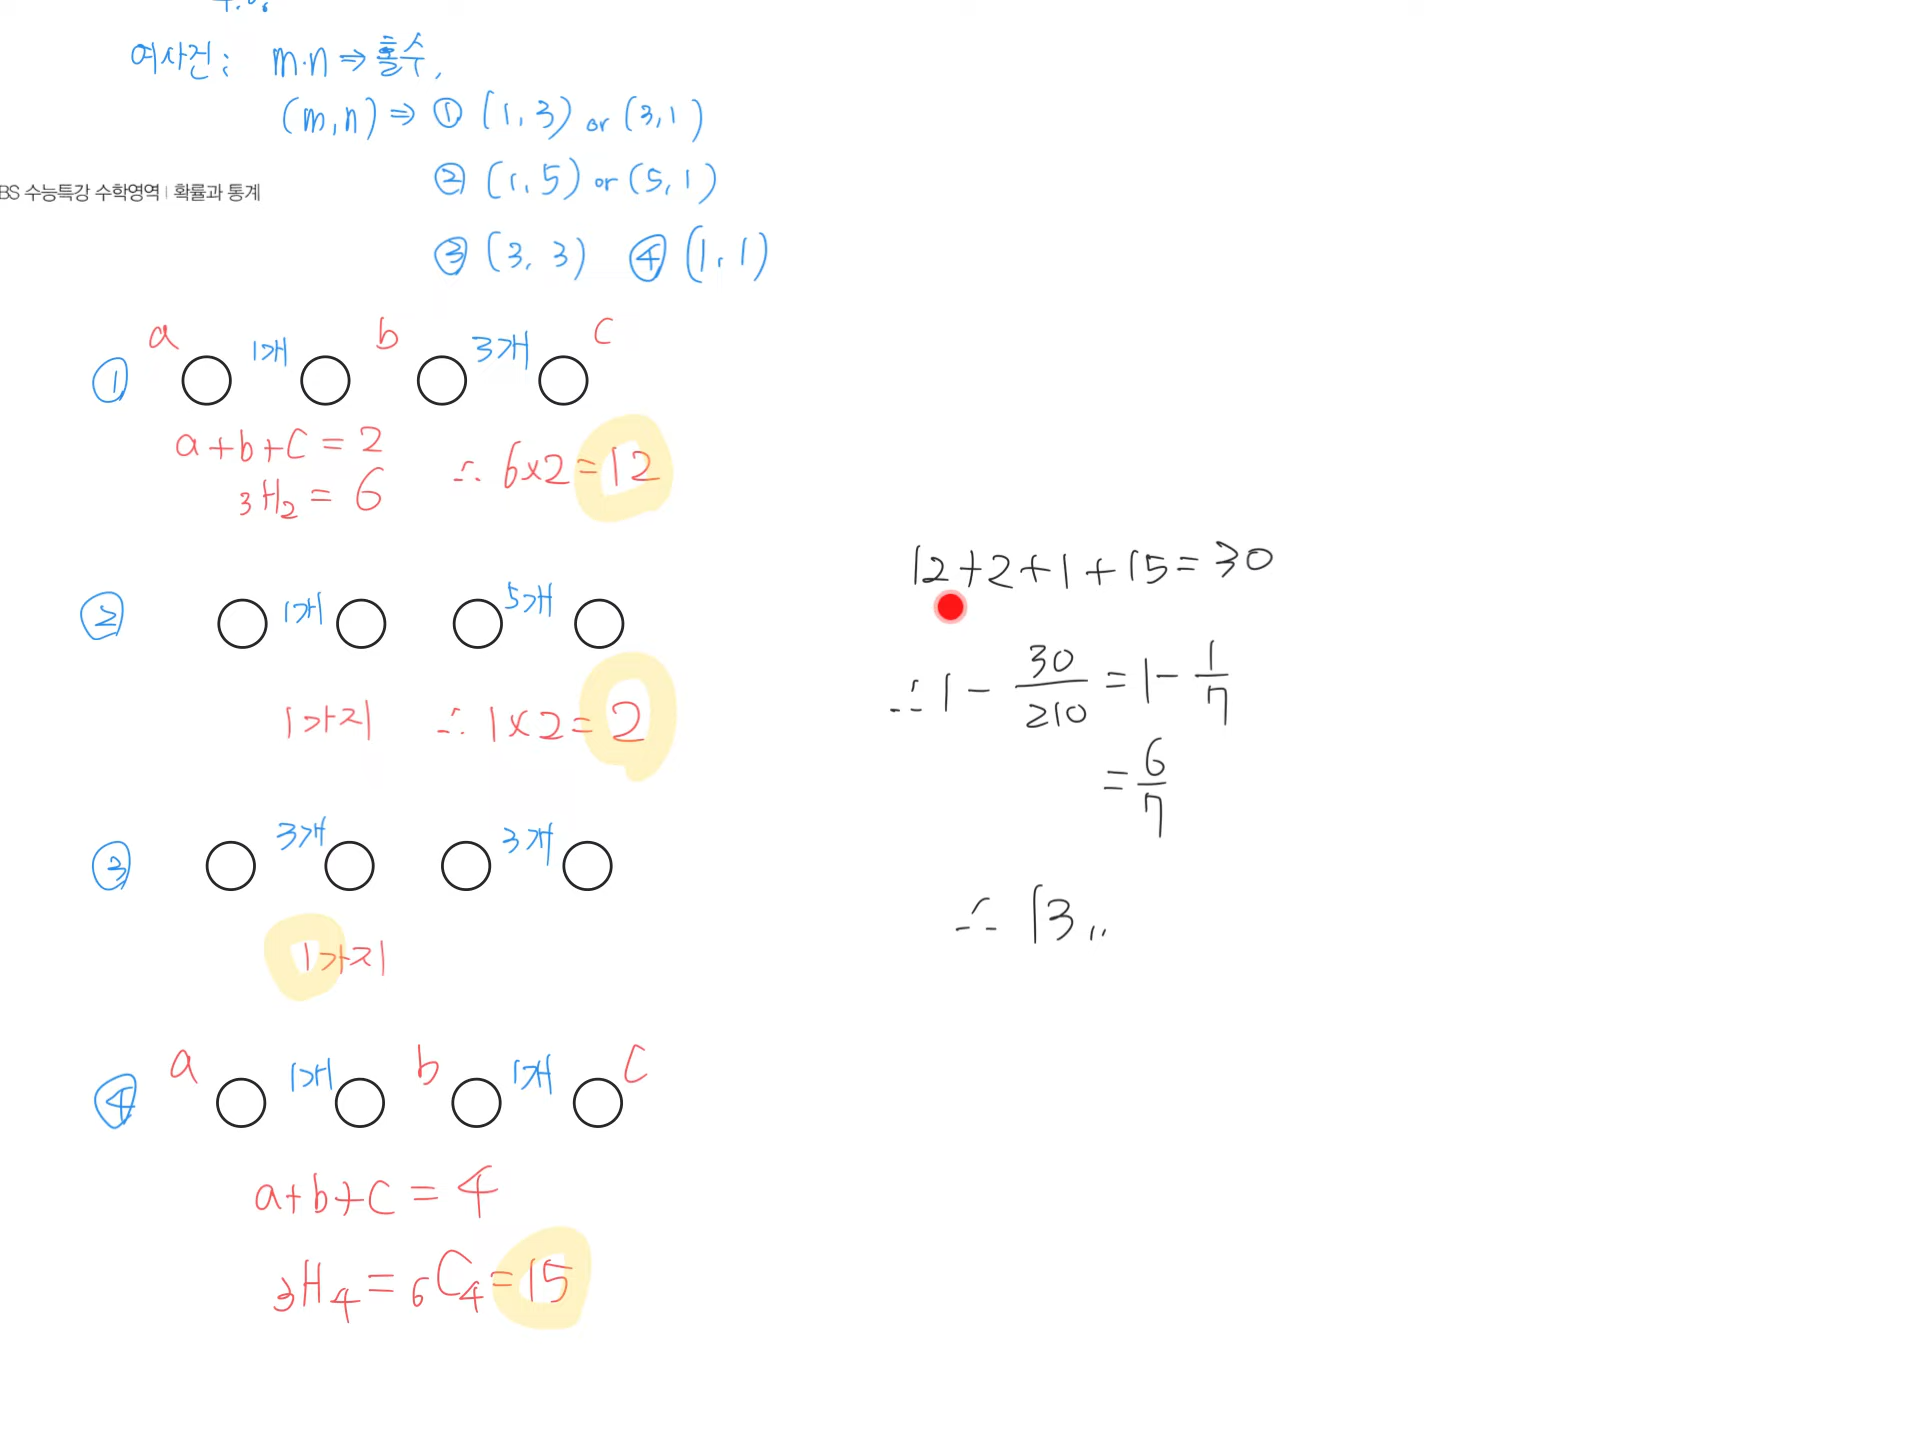 여사건: m·n ⇒ 홀수,
(m,n) ⇒ ① (1,3) or (3,1)
② (1,5) or (5,1)
BS 수능특강 수학영역 | 확률과 통계
③ (3,3) ④ (1,1)
① a 1개 b 3개 c
a+b+c=2
₃H₂ = 6 ∴ 6×2=12
② 1개 5개
1가지 ∴ 1×2=2
③ 3개 3개
1가지
④ a 1개 b 1개 c
a+b+c=4
₃H₄=₆C₄=15
12+2+1+15=30
∴ 1 - 30/210 = 1 - 1/7
= 6/7
∴ 13,,